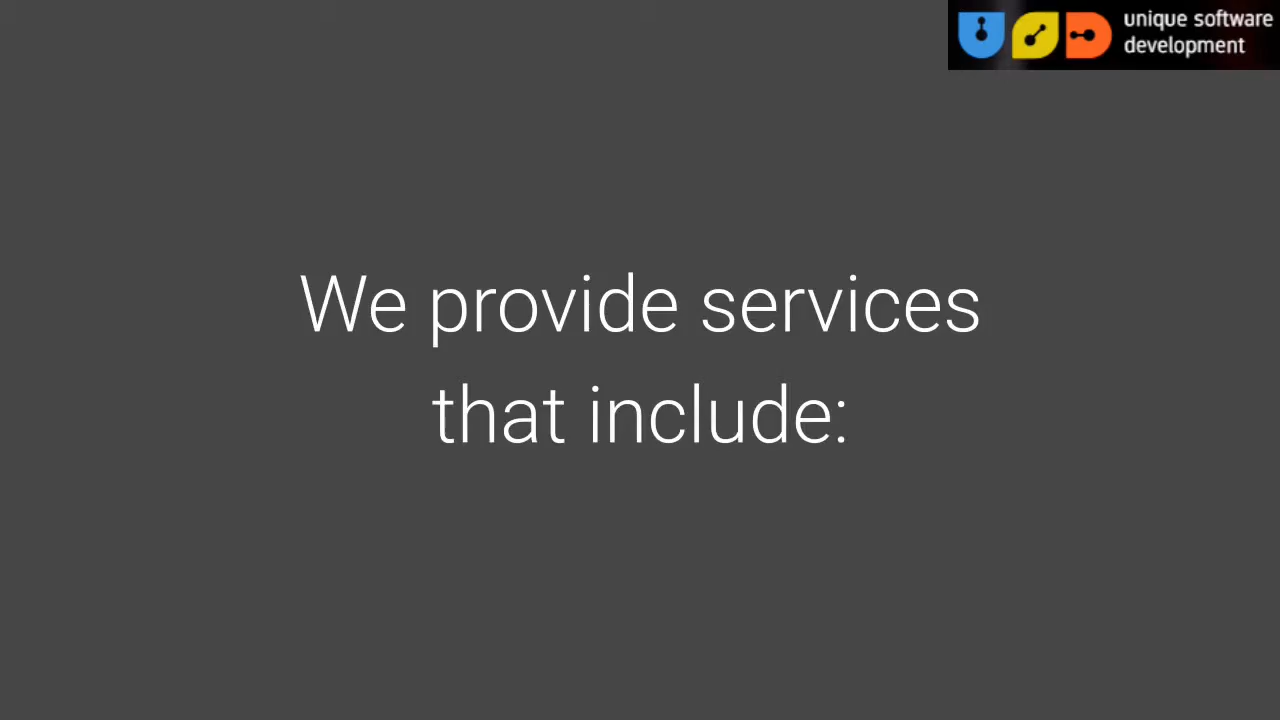 unique software
development
We provide services
that include: